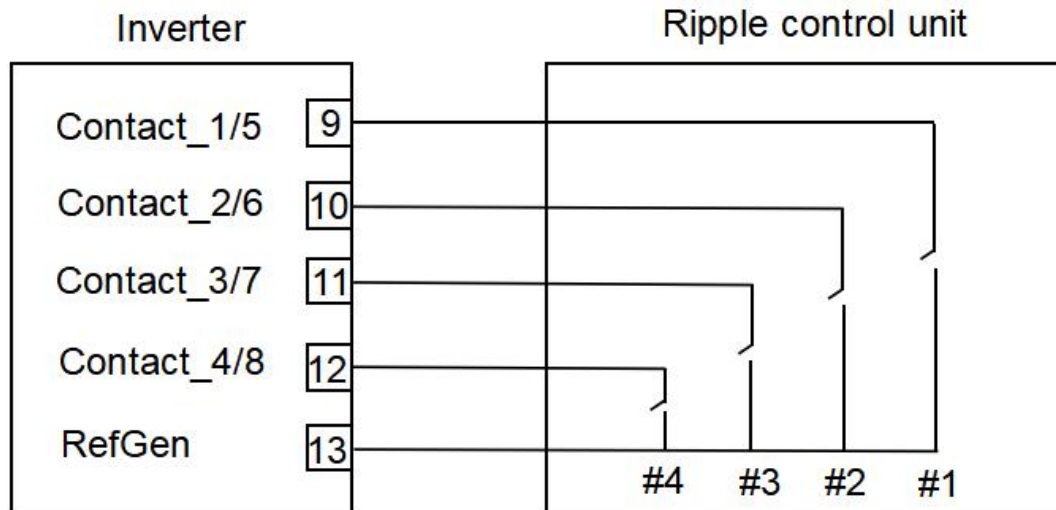 Inverter
Ripple control unit
Contact_1/5
9
Contact_2/6
10
Contact_3/7
11
Contact_4/8
12
RefGen
13
#4
#3
#2
#1